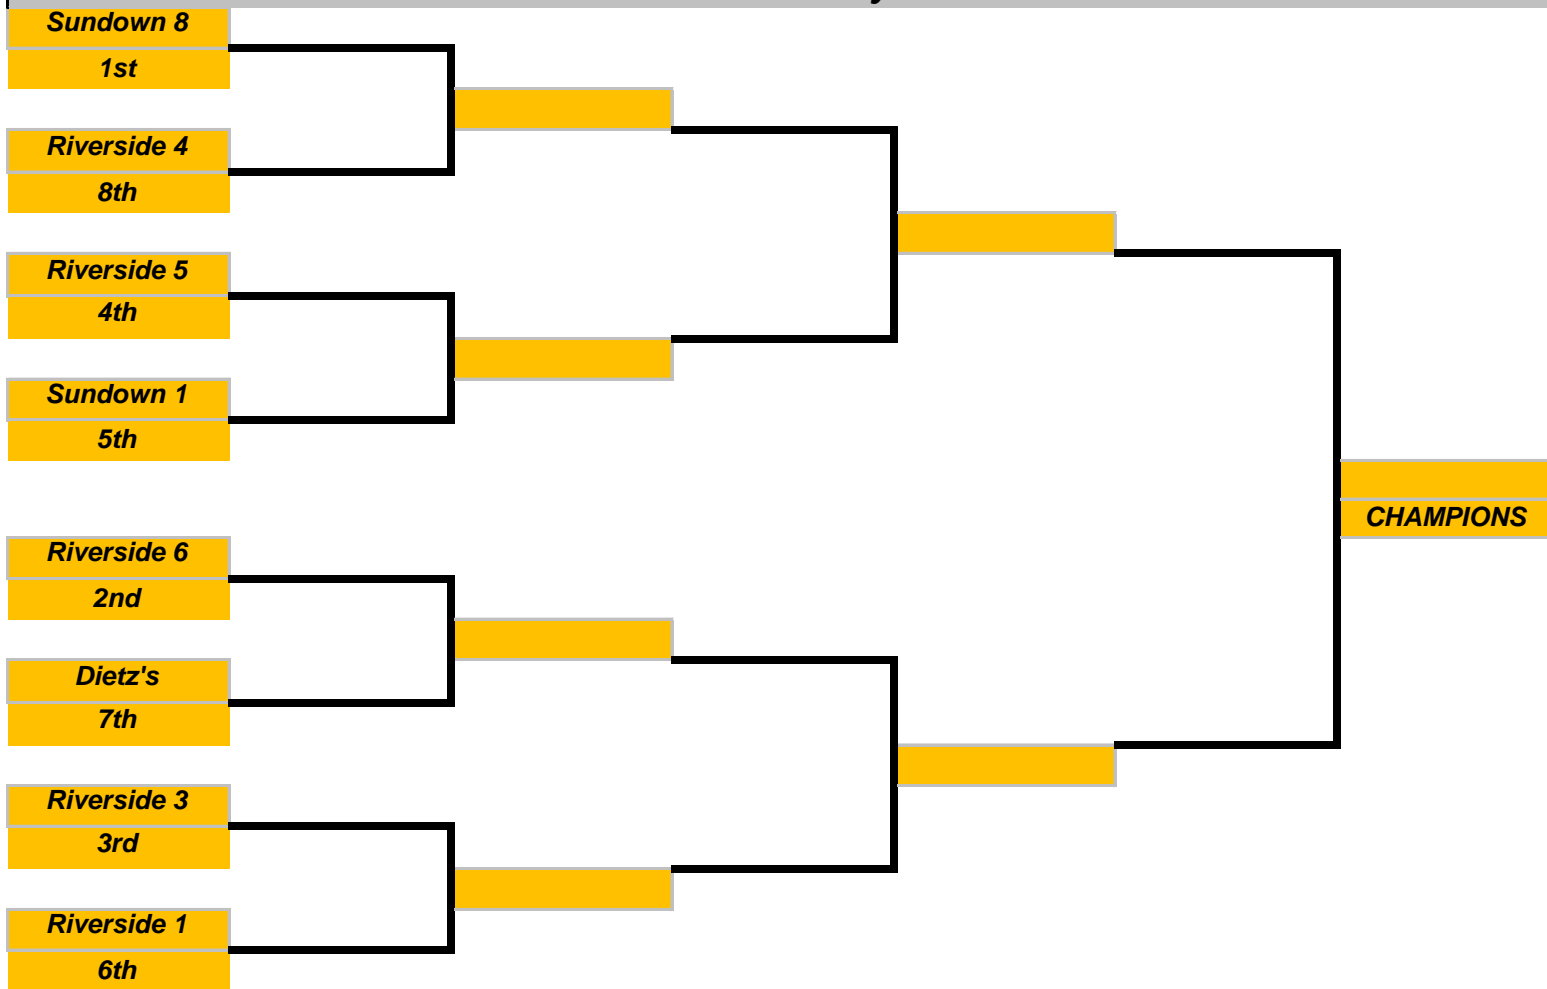 Sundown 8
1st
Riverside 4
8th
Riverside 5
4th
Sundown 1
5th
CHAMPIONS
Riverside 6
2nd
Dietz's
7th
Riverside 3
3rd
Riverside 1
6th